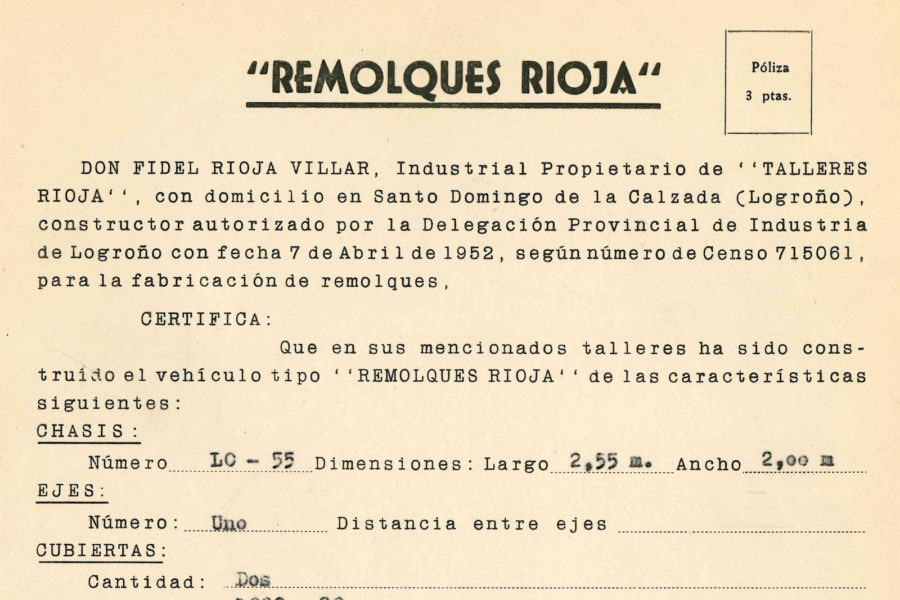 “REMOLQUES RIOJA“
Póliza
3 ptas.
DON FIDEL RIOJA VILLAR, Industrial Propietario de ‘‘TALLERES
RIOJA‘‘, con domicilio en Santo Domingo de la Calzada (Logroño),
constructor autorizado por la Delegación Provincial de Industria
de Logroño con fecha 7 de Abril de 1952, según número de Censo 715061,
para la fabricación de remolques,
CERTIFICA:
Que en sus mencionados talleres ha sido cons-
truído el vehículo tipo ‘‘REMOLQUES RIOJA‘‘ de las características
siguientes:
CHASIS:
Número LC - 55 Dimensiones: Largo 2,55 m. Ancho 2,00 m
EJES:
Número: Uno Distancia entre ejes
CUBIERTAS:
Cantidad: Dos